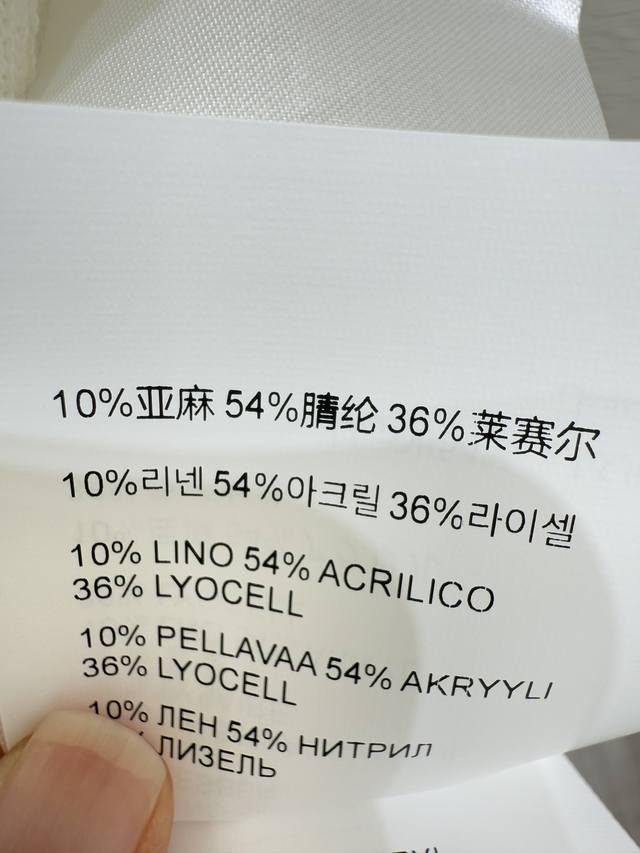 10%亚麻 54%腈纶 36%莱赛尔
10%리넨 54%아크릴 36%라이셀
10% LINO 54% ACRILICO
36% LYOCELL
10% PELLAVAA 54% AKRYYLI
36% LYOCELL
10% ЛЕН 54% НИТРИЛ
% ЛИЗЕЛЬ